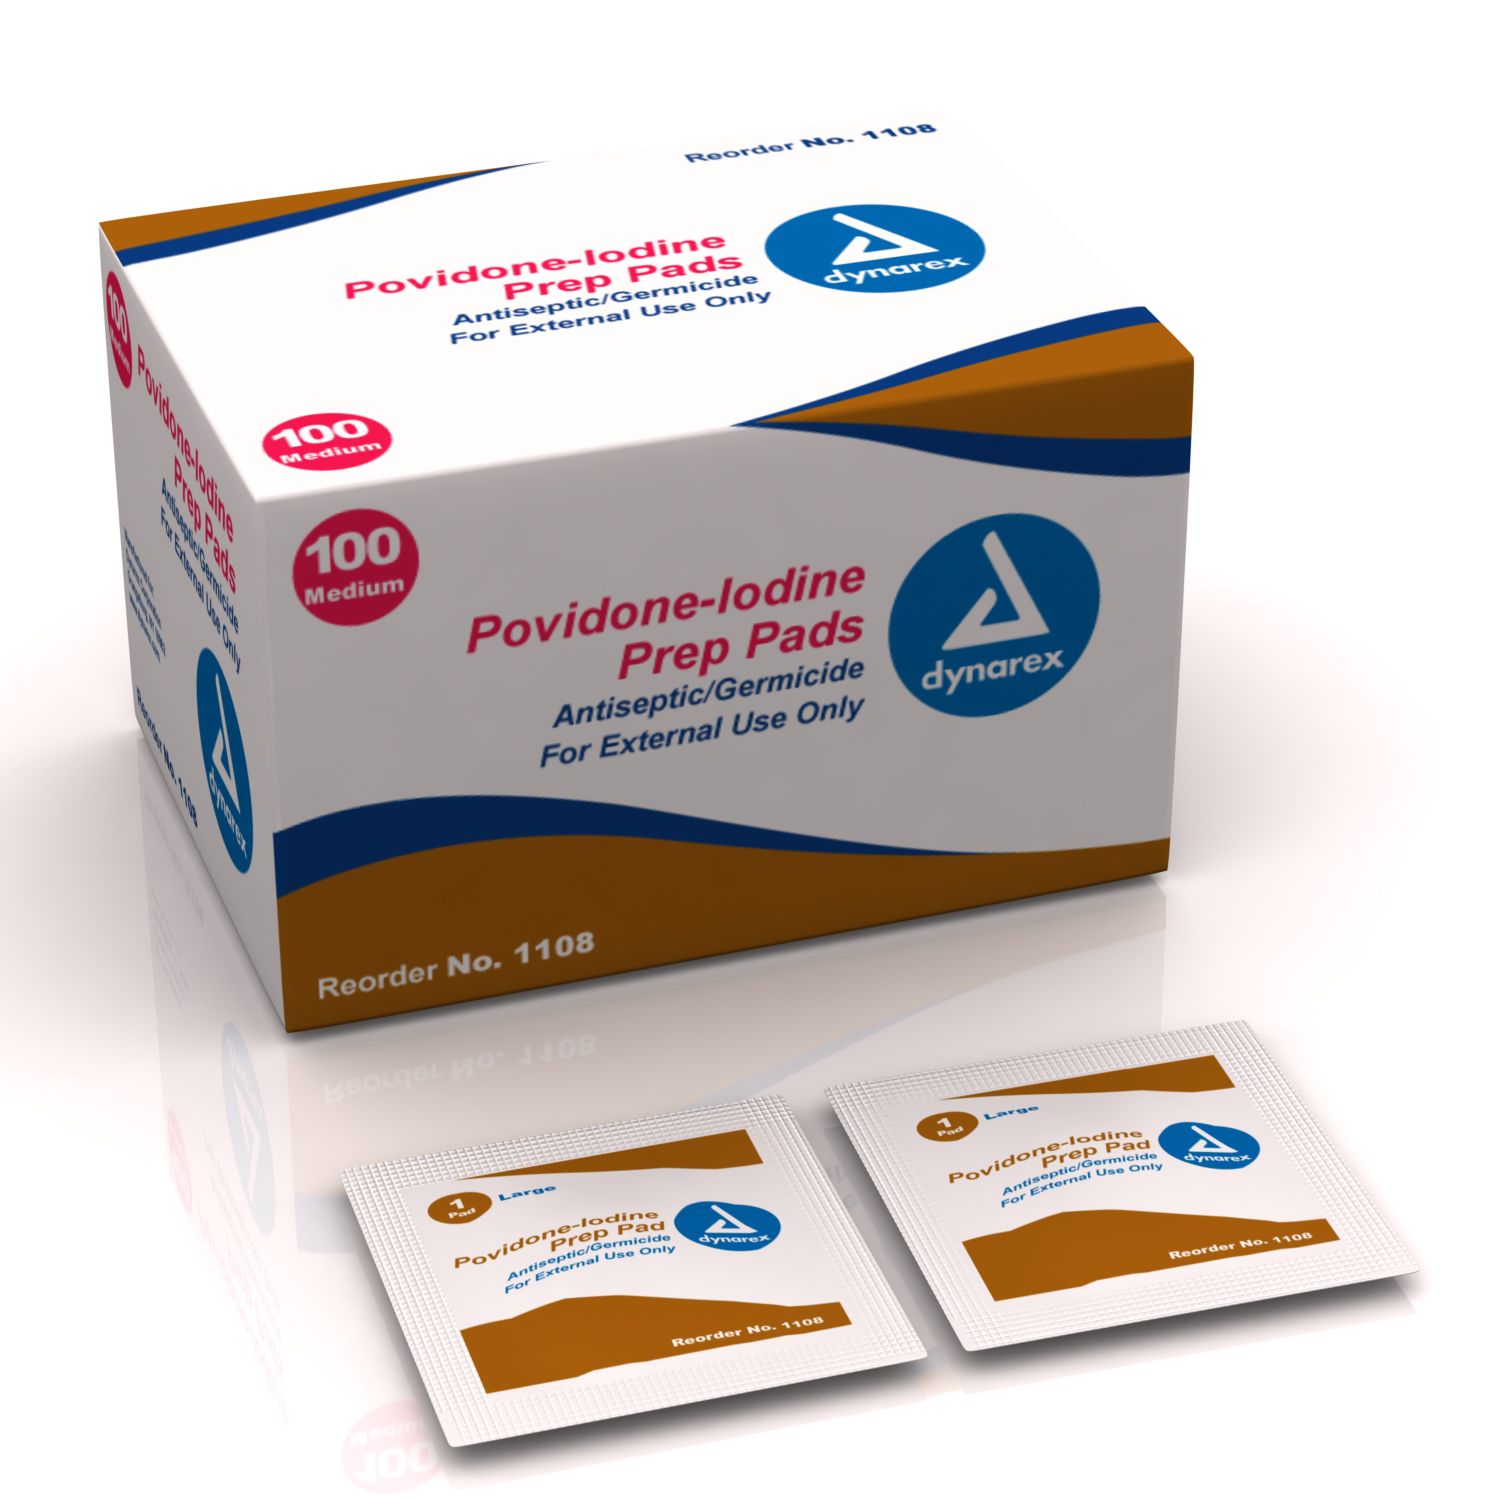 Reorder No. 1108
Povidone-Iodine
Prep Pads
Antiseptic/Germicide
For External Use Only
dynarex
100
Medium
100
Medium
Povidone-Iodine
Prep Pads
Antiseptic/Germicide
For External Use Only
Reorder No. 1108
dynarex
100
Medium
Povidone-Iodine
Prep Pads
Antiseptic/Germicide
For External Use Only
dynarex
Reorder No. 1108
1
Pad
Large
Povidone-Iodine
Prep Pad
Antiseptic/Germicide
For External Use Only
dynarex
Reorder No. 1108
1
Pad
Large
Povidone-Iodine
Prep Pad
Antiseptic/Germicide
For External Use Only
dynarex
Reorder No. 1108